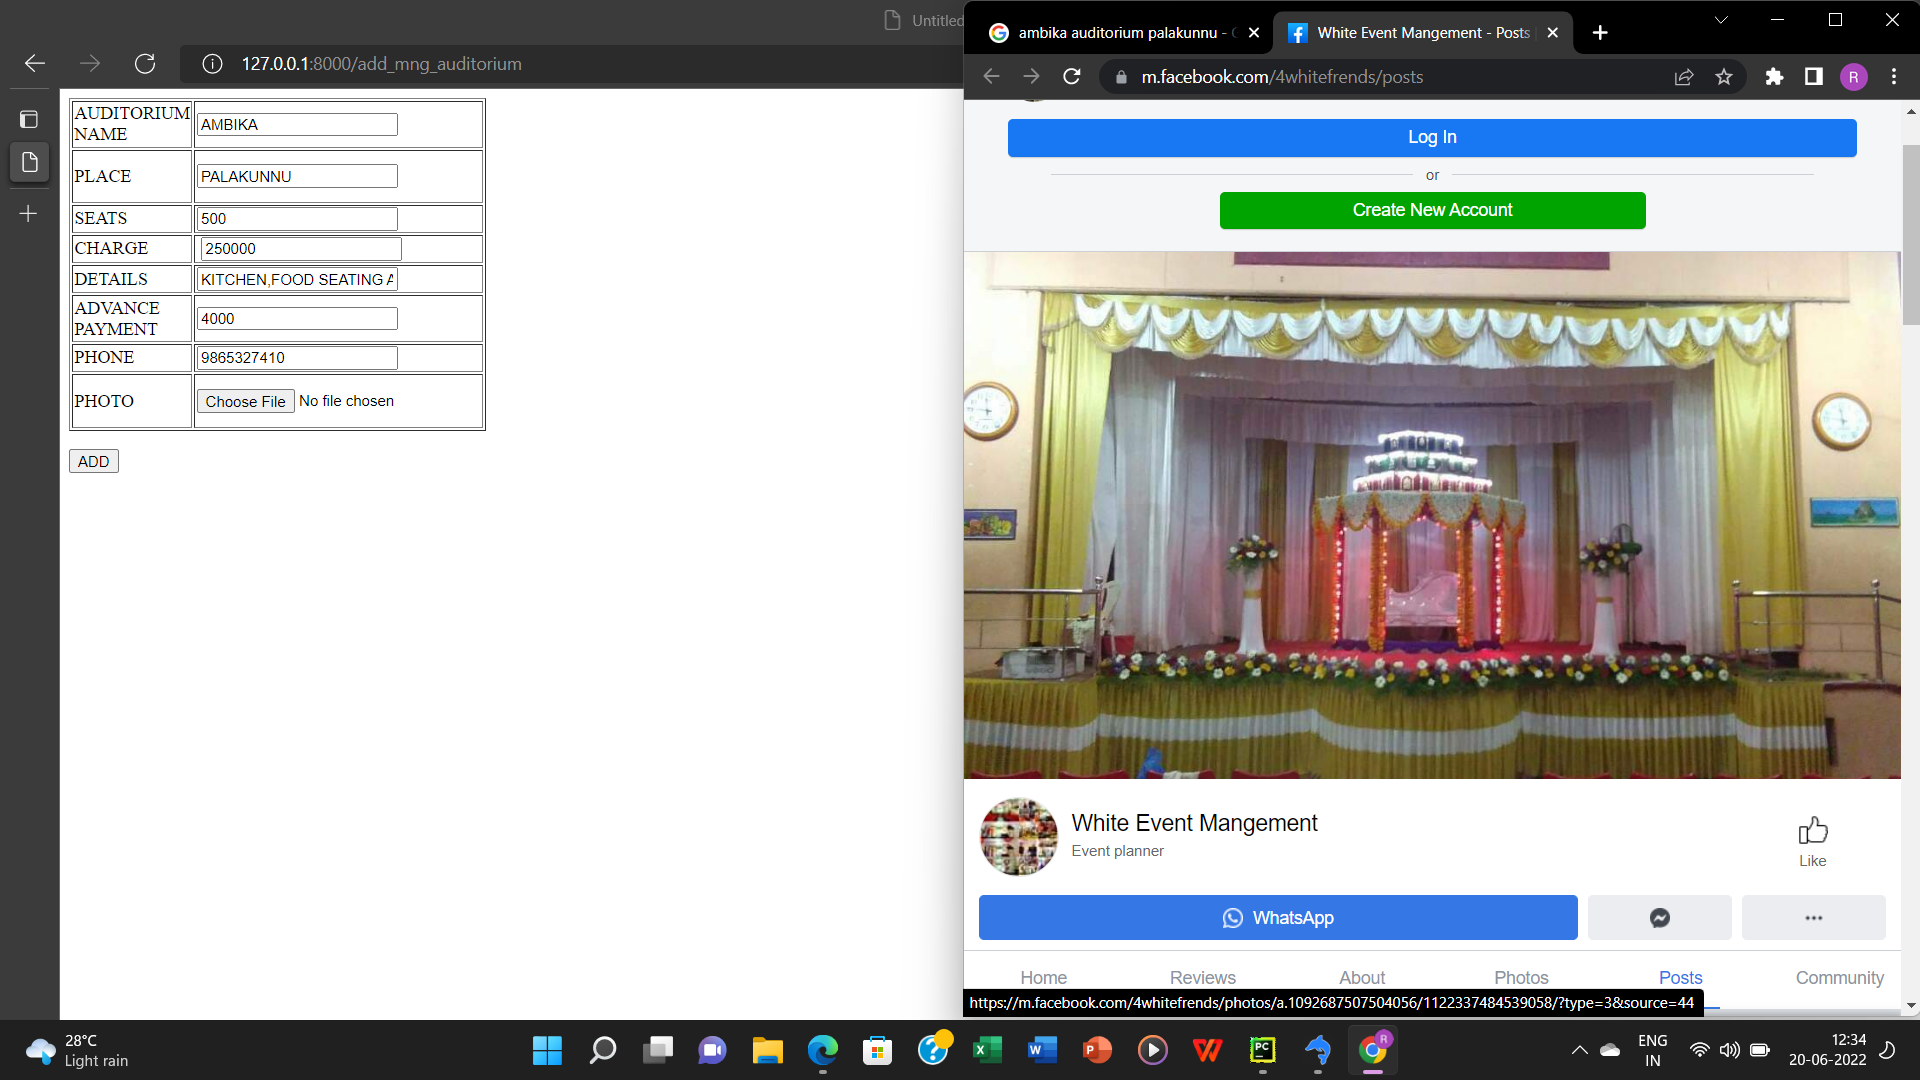 Untitled
127.0.0.1:8000/add_mng_auditorium
AUDITORIUM NAME
AMBIKA
PLACE
PALAKUNNU
SEATS
500
CHARGE
250000
DETAILS
KITCHEN,FOOD SEATING A
ADVANCE PAYMENT
4000
PHONE
9865327410
PHOTO
Choose File No file chosen
ADD
ambika auditorium palakunnu -
White Event Mangement - Posts
m.facebook.com/4whitefrends/posts
R
Log In
or
Create New Account
White Event Mangement
Event planner
Like
WhatsApp
Home Reviews About Photos Posts Community
https://m.facebook.com/4whitefrends/photos/a.1092687507504056/1122337484539058/?type=3&source=44
28°C
Light rain
ENG
IN
12:34
20-06-2022